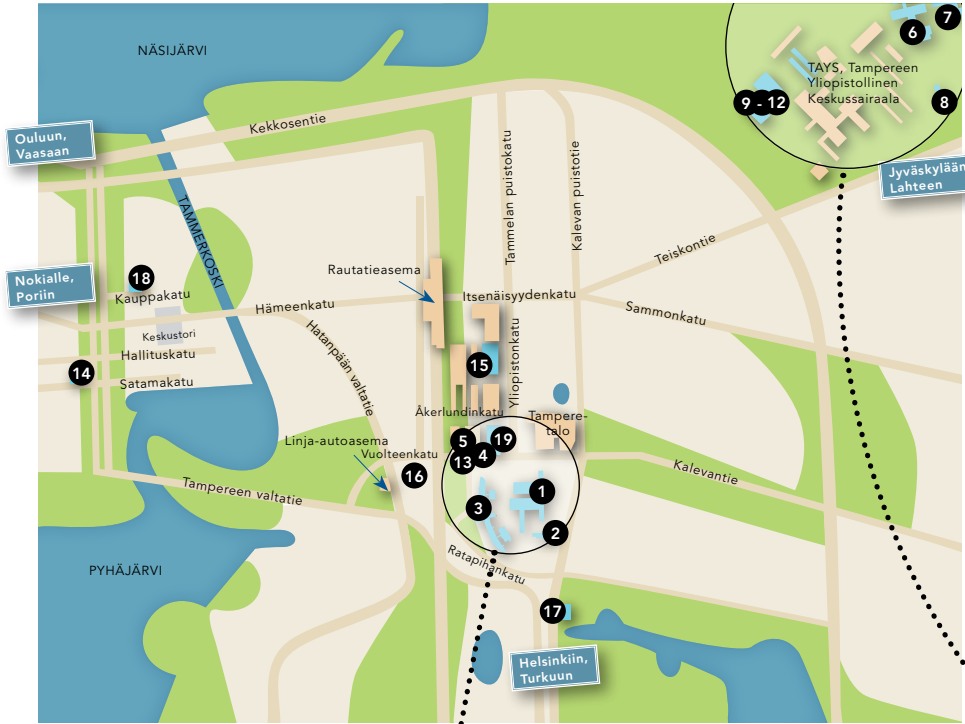 NÄSIJÄRVI
7
6
TAYS, Tampereen
Yliopistollinen
Keskussairaala
9 - 12
8
Kekkosentie
Ouluun,
Vaasaan
Jyväskylään
Lahteen
TAMMERKOSKI
Tammelan puistokatu
Kalevan puistotie
Teiskontie
Rautatieasema
18
Nokialle,
Poriin
Kauppakatu
Hämeenkatu
Itsenäisyydenkatu
Sammonkatu
Keskustori
Hatanpään valtatie
Hallituskatu
14
Satamakatu
15
Yliopistonkatu
Åkerlundinkatu
Tampere-
talo
Linja-autoasema
5
19
Vuolteenkatu
4
13
16
Kalevantie
Tampereen valtatie
1
3
2
Ratapihankatu
PYHÄJÄRVI
17
Helsinkiin,
Turkuun